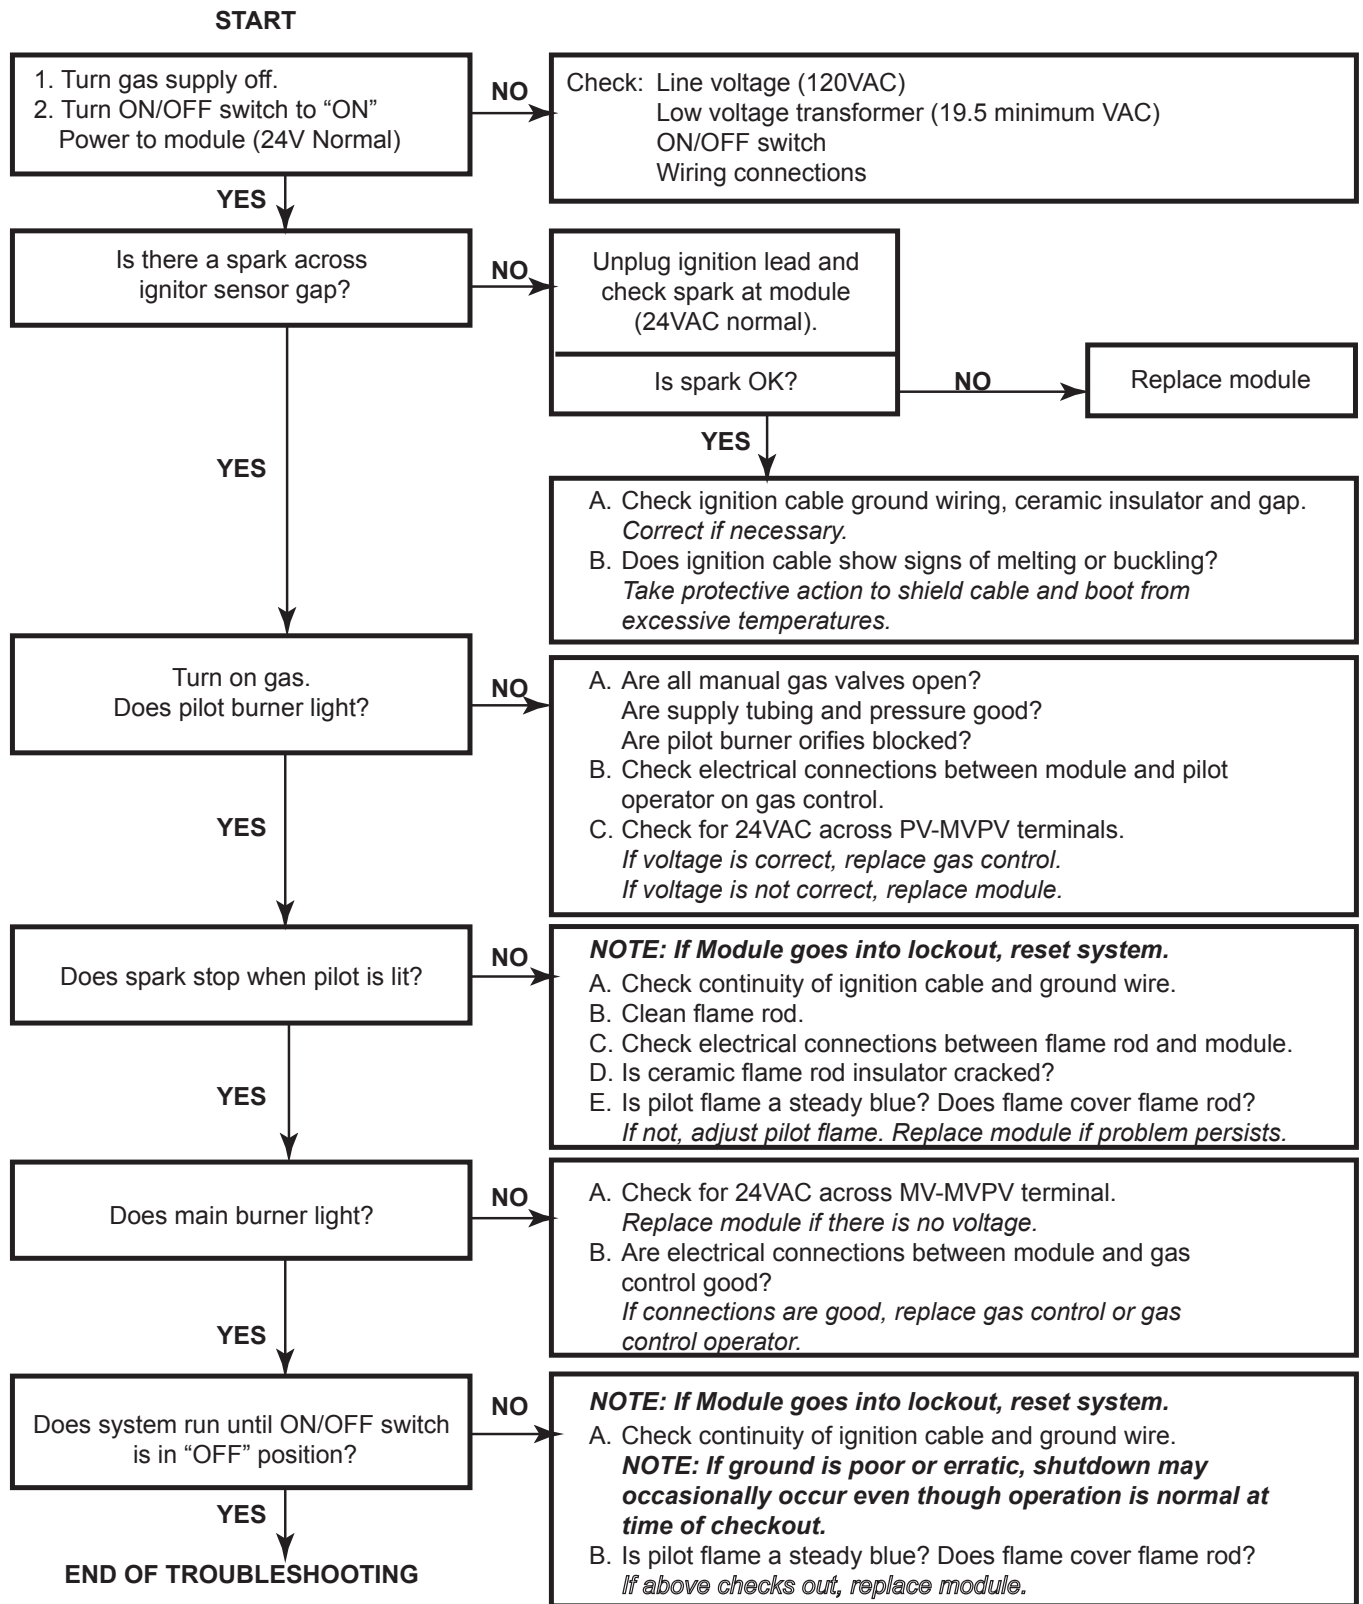 START
1. Turn gas supply off.
2. Turn ON/OFF switch to “ON”
Power to module (24V Normal)
NO
Check: Line voltage (120VAC)
Low voltage transformer (19.5 minimum VAC)
ON/OFF switch
Wiring connections
YES
Is there a spark across
ignitor sensor gap?
NO
Unplug ignition lead and
check spark at module
(24VAC normal).
Is spark OK?
NO
Replace module
YES
YES
A. Check ignition cable ground wiring, ceramic insulator and gap.
Correct if necessary.
B. Does ignition cable show signs of melting or buckling?
Take protective action to shield cable and boot from
excessive temperatures.
Turn on gas.
Does pilot burner light?
NO
A. Are all manual gas valves open?
Are supply tubing and pressure good?
Are pilot burner orifies blocked?
B. Check electrical connections between module and pilot
operator on gas control.
C. Check for 24VAC across PV-MVPV terminals.
If voltage is correct, replace gas control.
If voltage is not correct, replace module.
YES
Does spark stop when pilot is lit?
NO
NOTE: If Module goes into lockout, reset system.
A. Check continuity of ignition cable and ground wire.
B. Clean flame rod.
C. Check electrical connections between flame rod and module.
D. Is ceramic flame rod insulator cracked?
E. Is pilot flame a steady blue? Does flame cover flame rod?
If not, adjust pilot flame. Replace module if problem persists.
YES
Does main burner light?
NO
A. Check for 24VAC across MV-MVPV terminal.
Replace module if there is no voltage.
B. Are electrical connections between module and gas
control good?
If connections are good, replace gas control or gas
control operator.
YES
Does system run until ON/OFF switch
is in “OFF” position?
NO
NOTE: If Module goes into lockout, reset system.
A. Check continuity of ignition cable and ground wire.
NOTE: If ground is poor or erratic, shutdown may
occasionally occur even though operation is normal at
time of checkout.
B. Is pilot flame a steady blue? Does flame cover flame rod?
If above checks out, replace module.
YES
END OF TROUBLESHOOTING